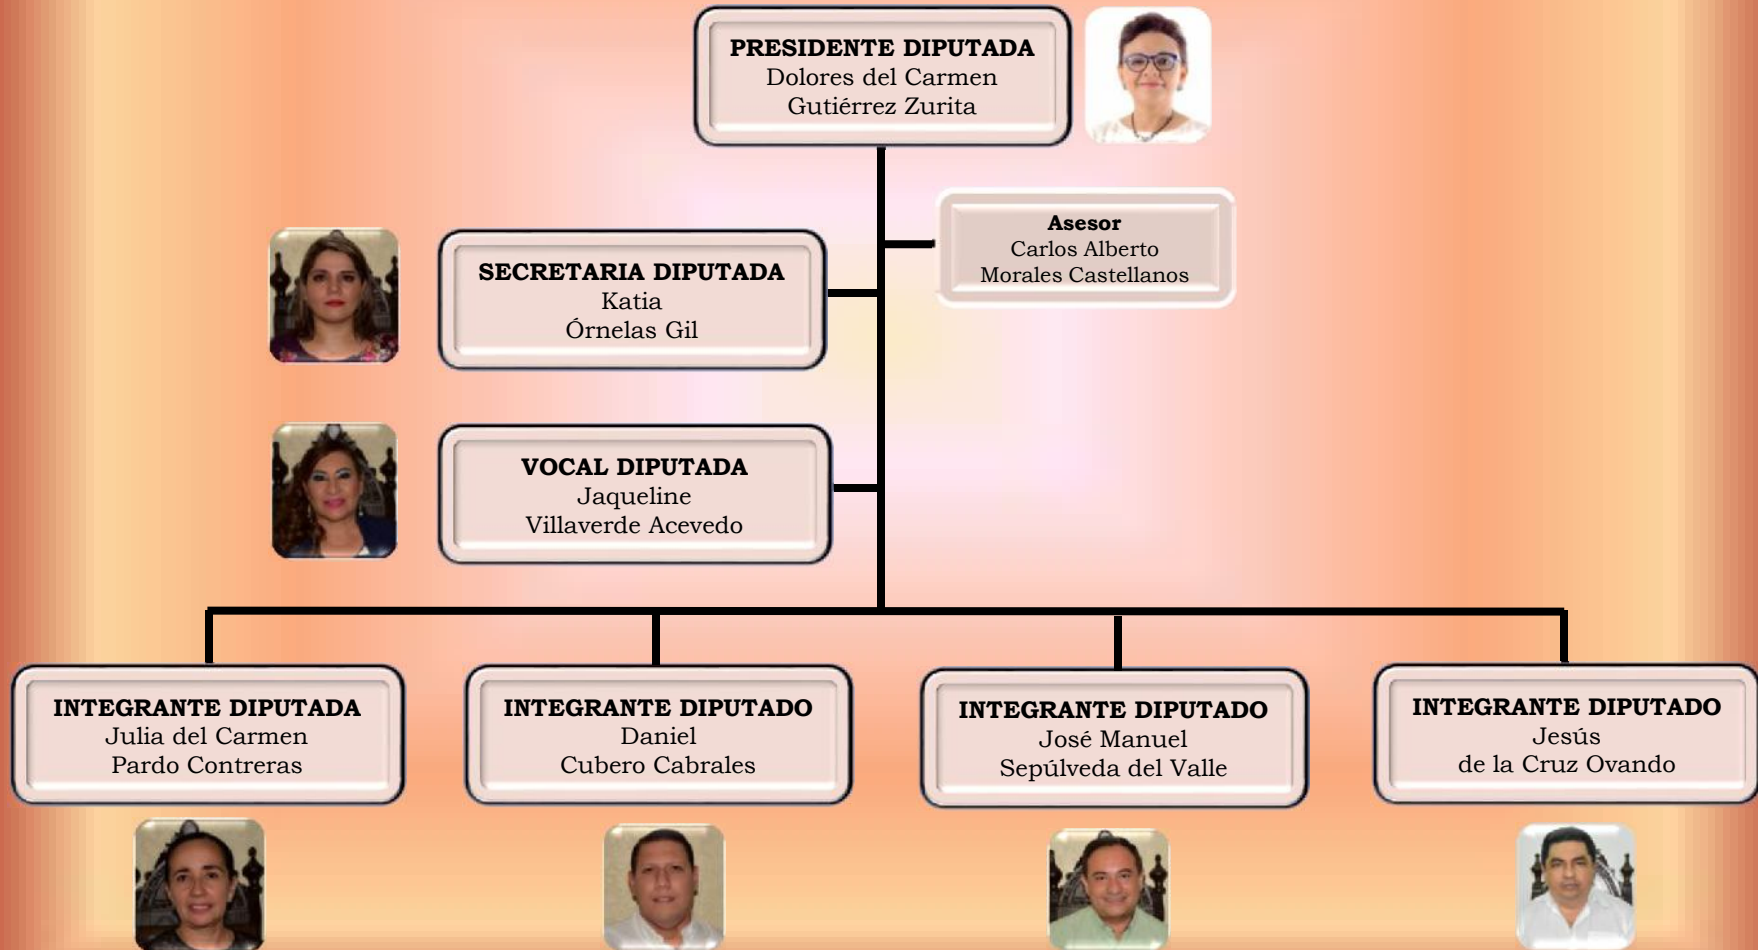 PRESIDENTE DIPUTADA
Dolores del Carmen
Gutiérrez Zurita
Asesor
Carlos Alberto
Morales Castellanos
SECRETARIA DIPUTADA
Katia
Órnelas Gil
VOCAL DIPUTADA
Jaqueline
Villaverde Acevedo
INTEGRANTE DIPUTADA
Julia del Carmen
Pardo Contreras
INTEGRANTE DIPUTADO
Daniel
Cubero Cabrales
INTEGRANTE DIPUTADO
José Manuel
Sepúlveda del Valle
INTEGRANTE DIPUTADO
Jesús
de la Cruz Ovando